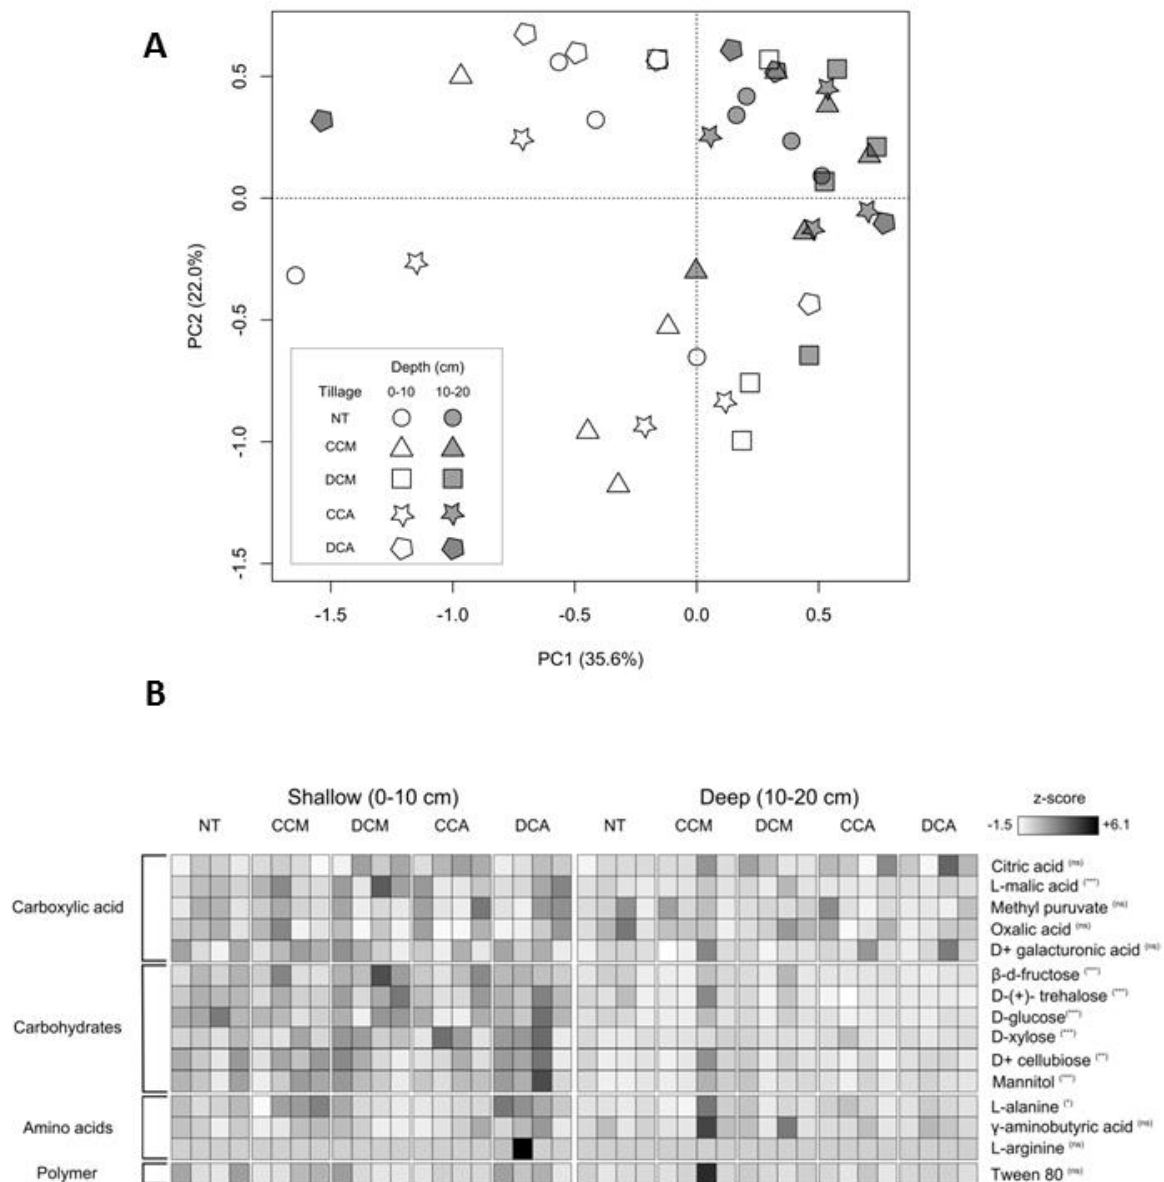 A
0.5
0.0
-0.5
-1.0
-1.5
PC2 (22.0%)
Depth (cm)
Tillage 0-10 10-20
NT
CCM
DCM
CCA
DCA
-1.5 -1.0 -0.5 0.0 0.5
PC1 (35.6%)
B
Shallow (0-10 cm) Deep (10-20 cm) z-score
NT CCM DCM CCA DCA NT CCM DCM CCA DCA -1.5 +6.1
Carboxylic acid
Citric acid (ns)
L-malic acid (***)
Methyl puruvate (ns)
Oxalic acid (ns)
D+ galacturonic acid (ns)
Carbohydrates
β-d-fructose (***)
D-(+)- trehalose (***)
D-glucose(***)
D-xylose (***)
D+ cellubiose (**)
Mannitol (***)
Amino acids
L-alanine (*)
γ-aminobutyric acid (ns)
L-arginine (ns)
Polymer
Tween 80 (ns)